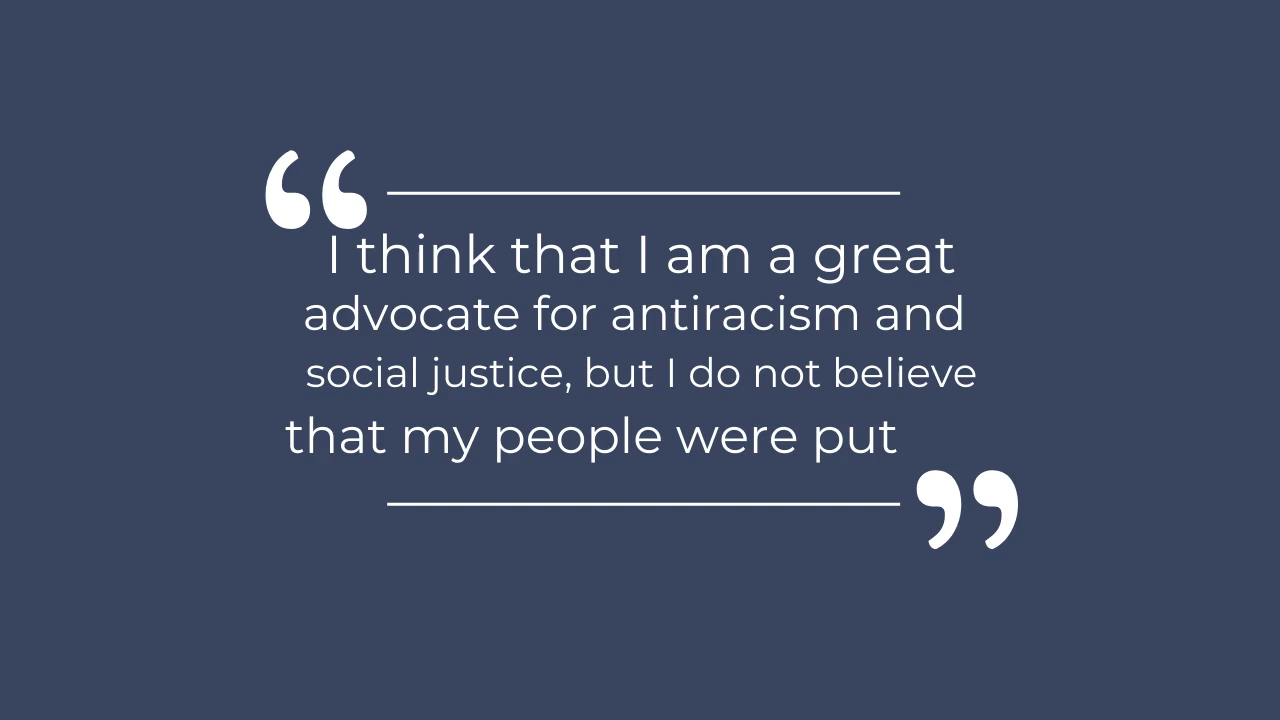 “
I think that I am a great
advocate for antiracism and
social justice, but I do not believe
that my people were put
”